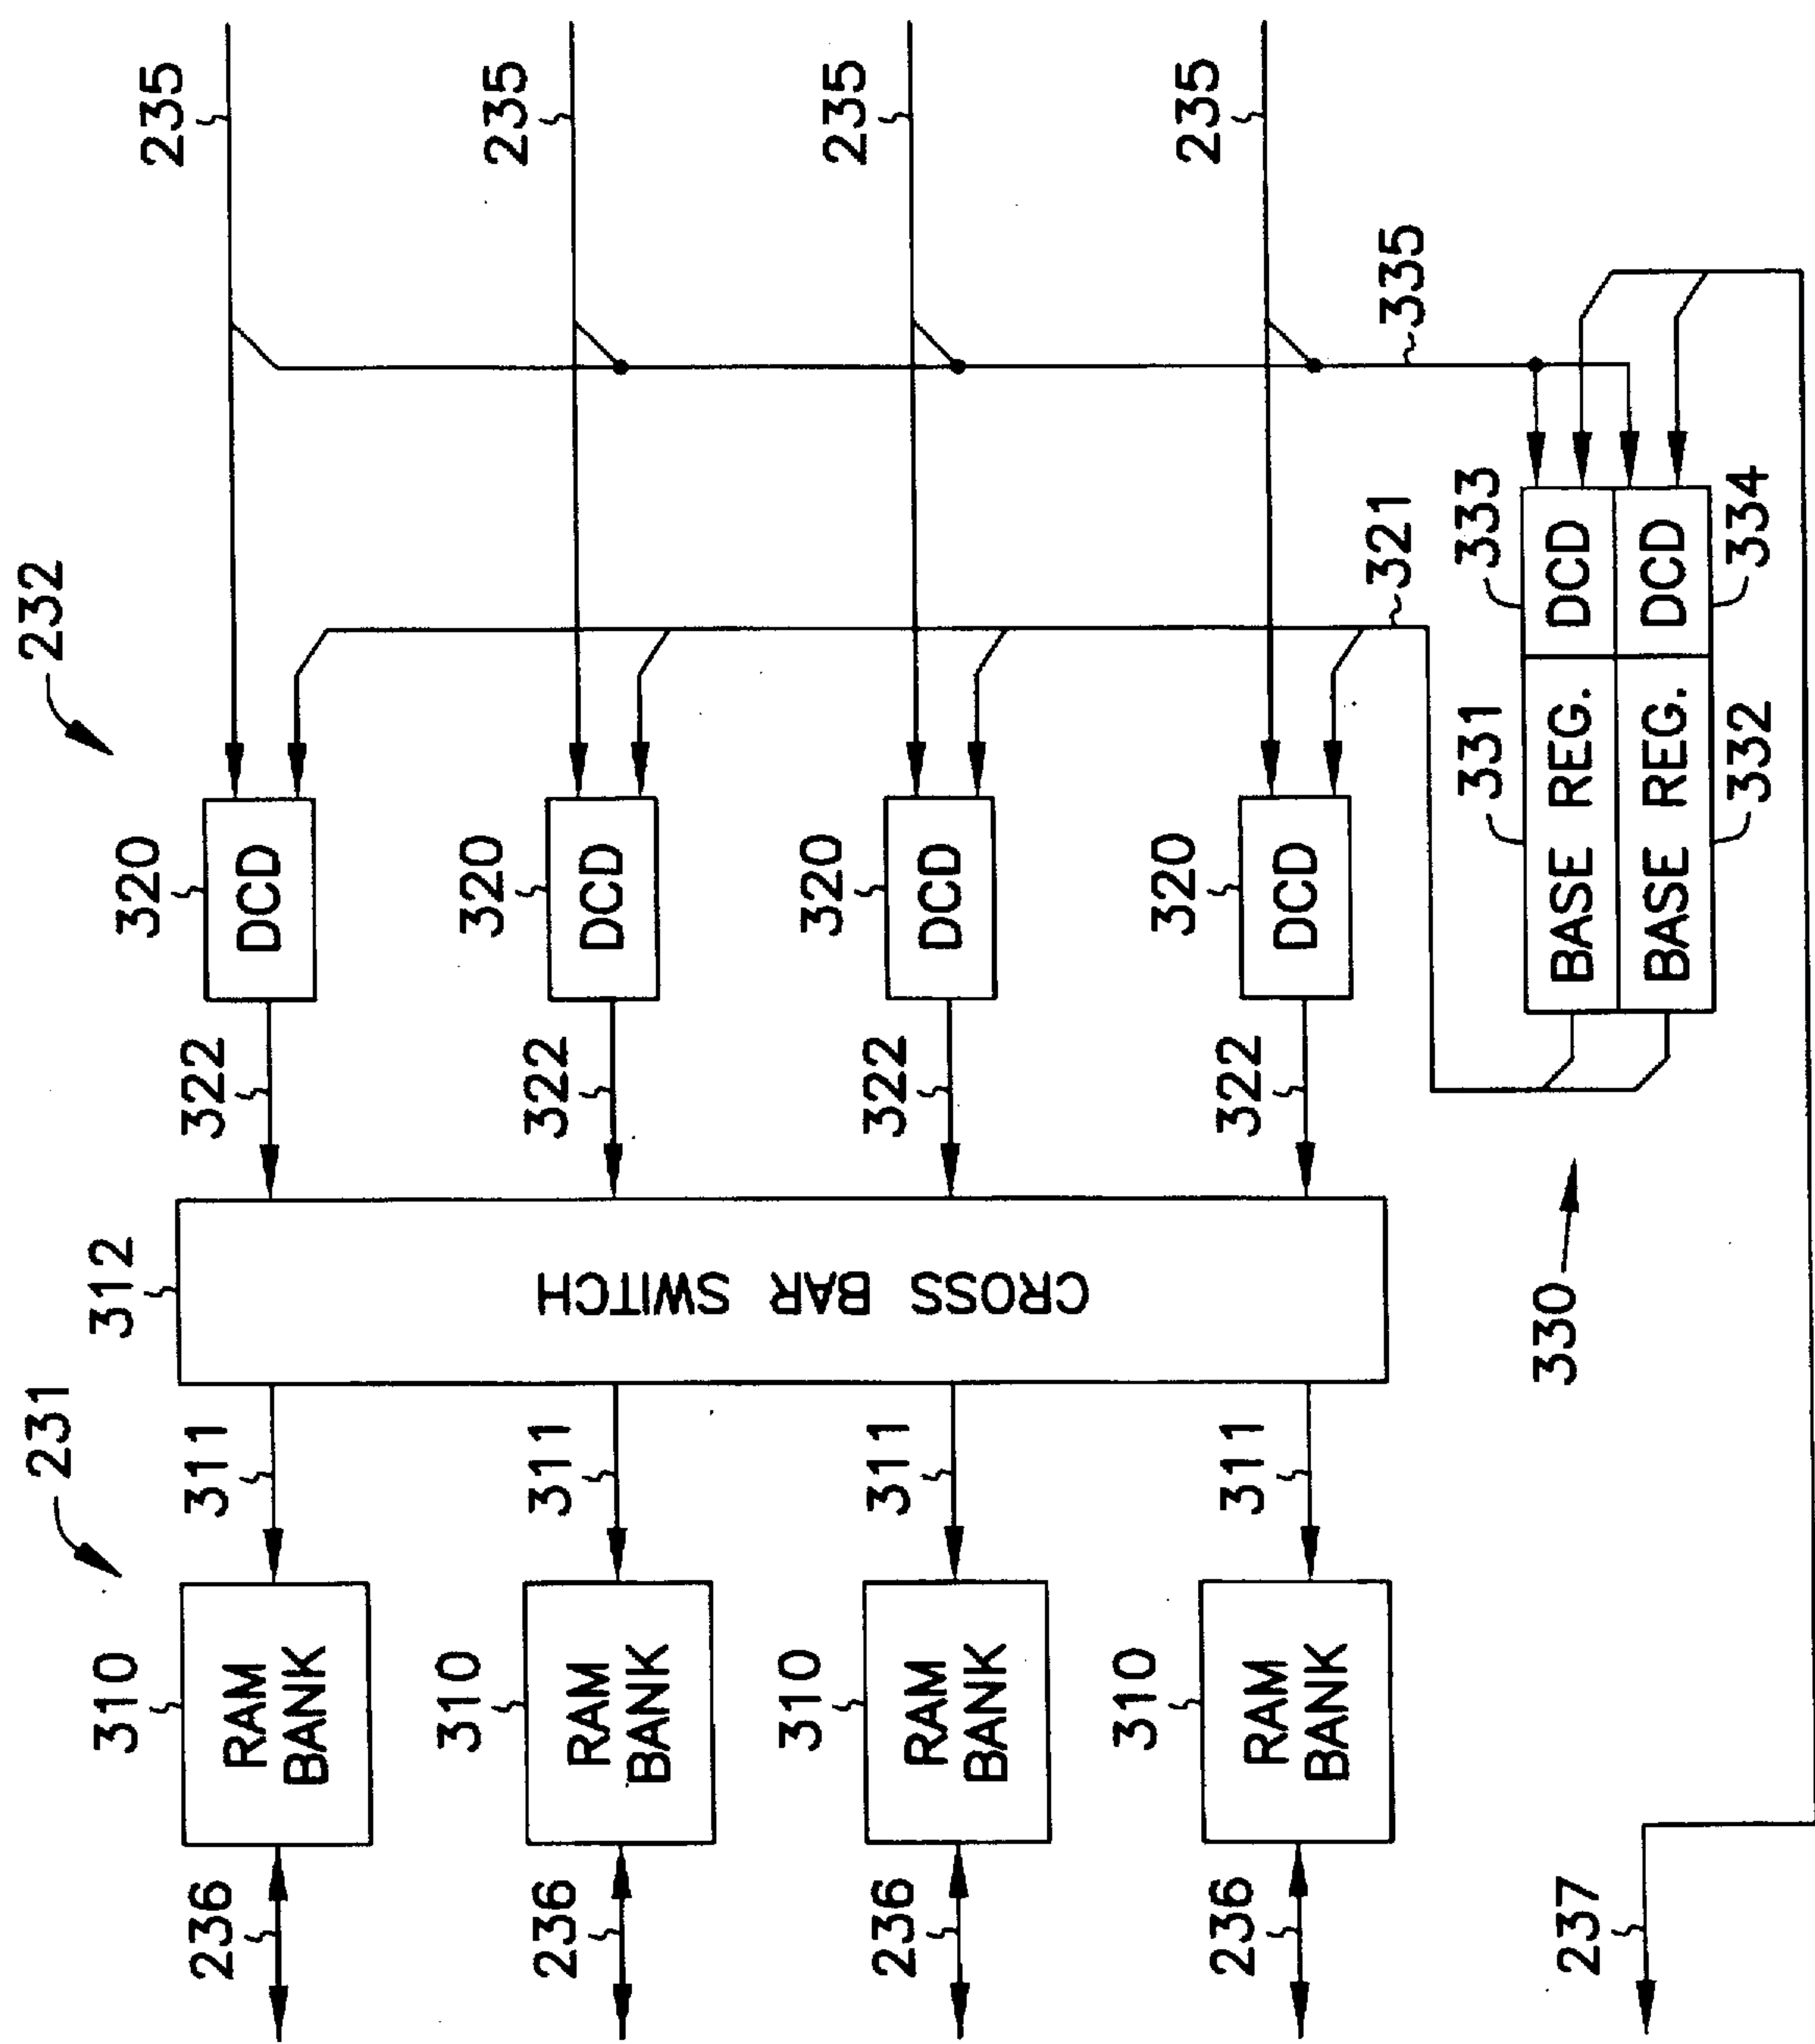 231
232
310
312
320
235
236
311
322
RAM
BANK
DCD
310
320
235
236
311
322
RAM
BANK
CROSS BAR SWITCH
DCD
310
320
235
236
311
322
RAM
BANK
DCD
310
320
235
236
311
322
RAM
BANK
DCD
321
335
331
333
BASE REG.
DCD
330
BASE REG.
DCD
332
334
237